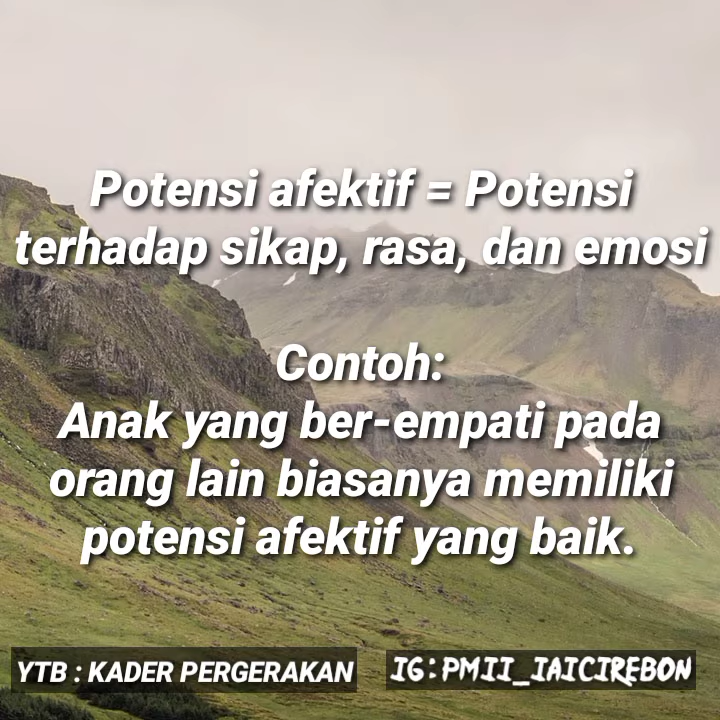 Potensi afektif = Potensi
terhadap sikap, rasa, dan emosi
Contoh:
Anak yang ber-empati pada
orang lain biasanya memiliki
potensi afektif yang baik.
YTB : KADER PERGERAKAN
IG:PMII_IAICIREBON